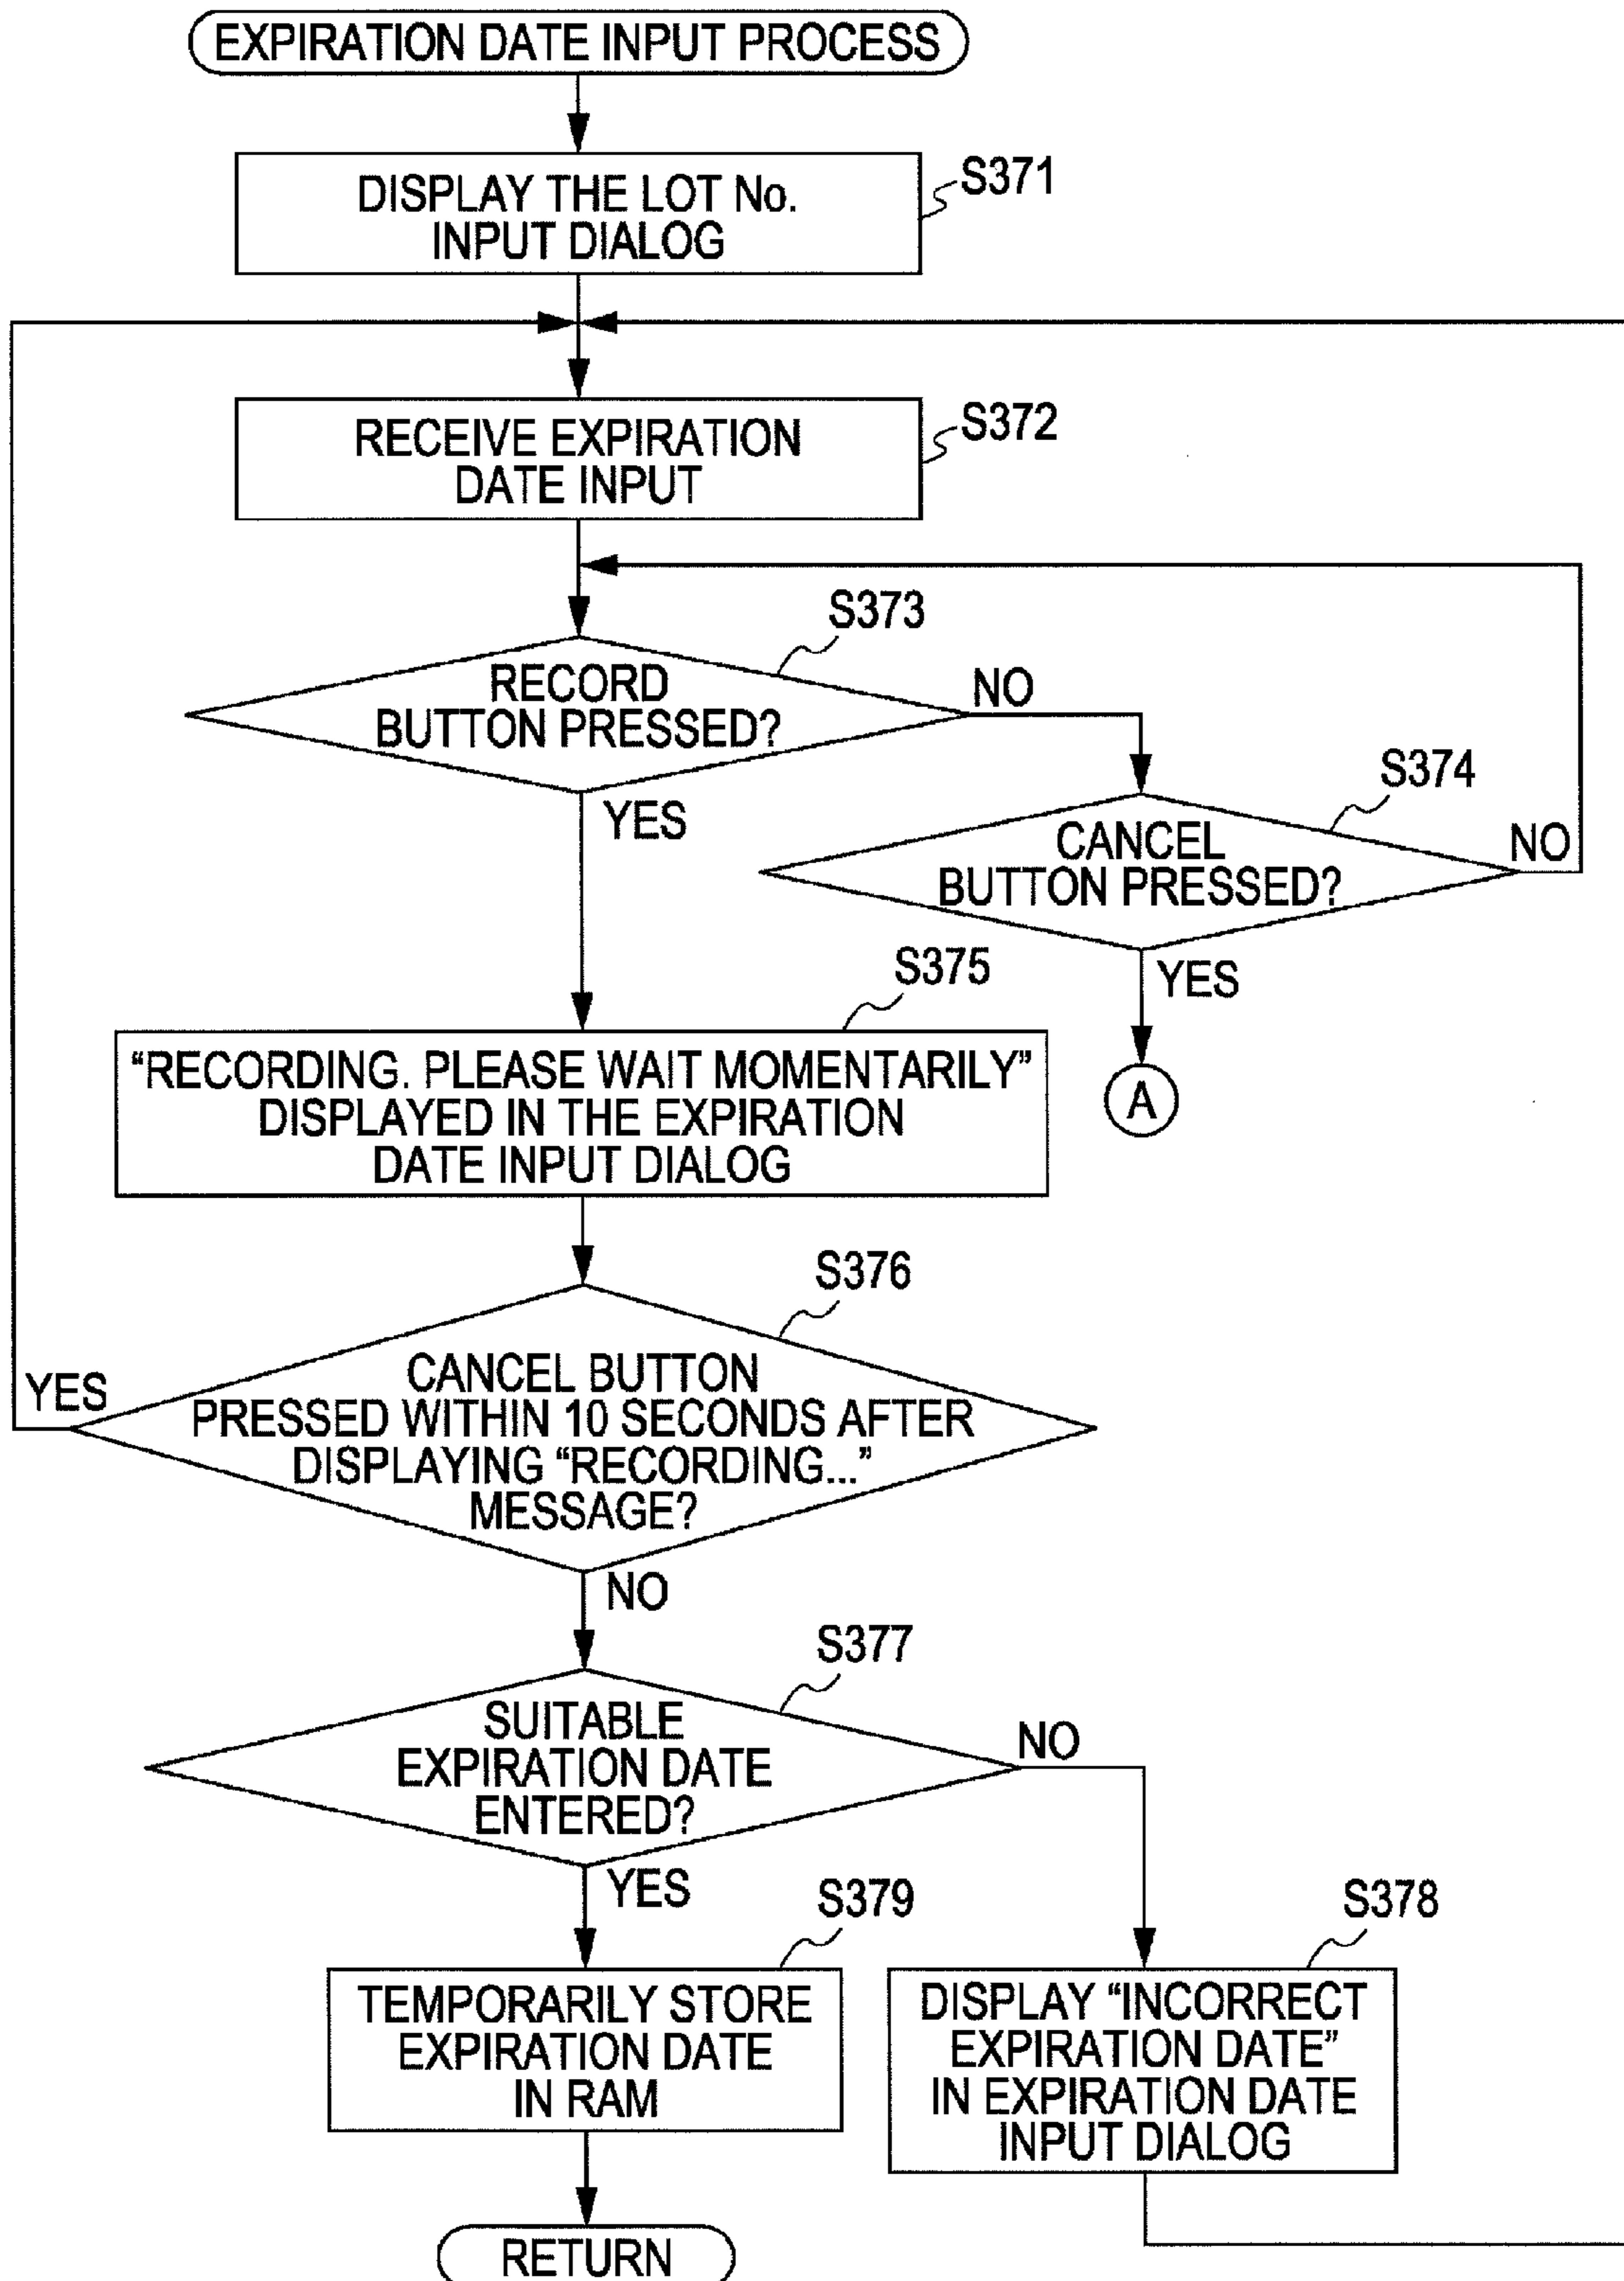 EXPIRATION DATE INPUT PROCESS
S371
DISPLAY THE LOT No.
INPUT DIALOG
S372
RECEIVE EXPIRATION
DATE INPUT
S373
RECORD
BUTTON PRESSED?
NO
YES
S374
CANCEL
BUTTON PRESSED?
NO
YES
A
S375
“RECORDING. PLEASE WAIT MOMENTARILY”
DISPLAYED IN THE EXPIRATION
DATE INPUT DIALOG
S376
CANCEL BUTTON
PRESSED WITHIN 10 SECONDS AFTER
DISPLAYING “RECORDING...”
MESSAGE?
YES
NO
S377
SUITABLE
EXPIRATION DATE
ENTERED?
NO
YES
S379
TEMPORARILY STORE
EXPIRATION DATE
IN RAM
S378
DISPLAY “INCORRECT
EXPIRATION DATE”
IN EXPIRATION DATE
INPUT DIALOG
RETURN